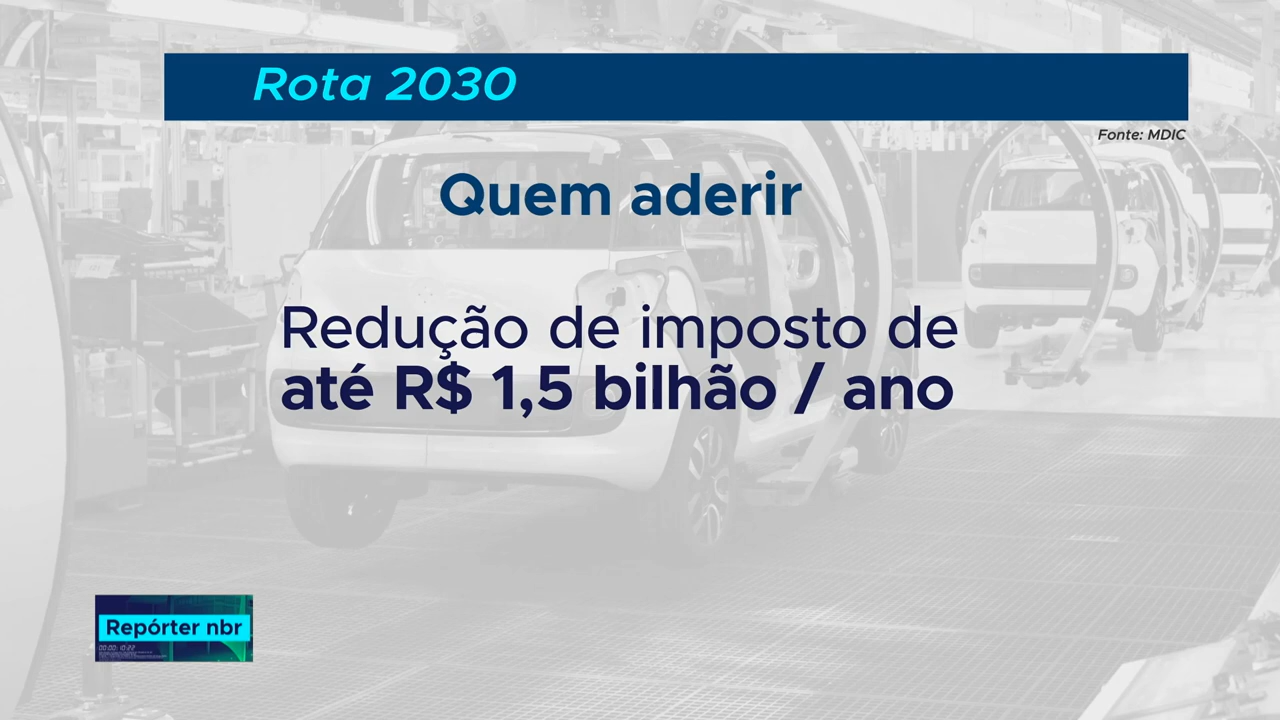 Rota 2030
Fonte: MDIC
Quem aderir
Redução de imposto de
até R$ 1,5 bilhão / ano
Repórter nbr